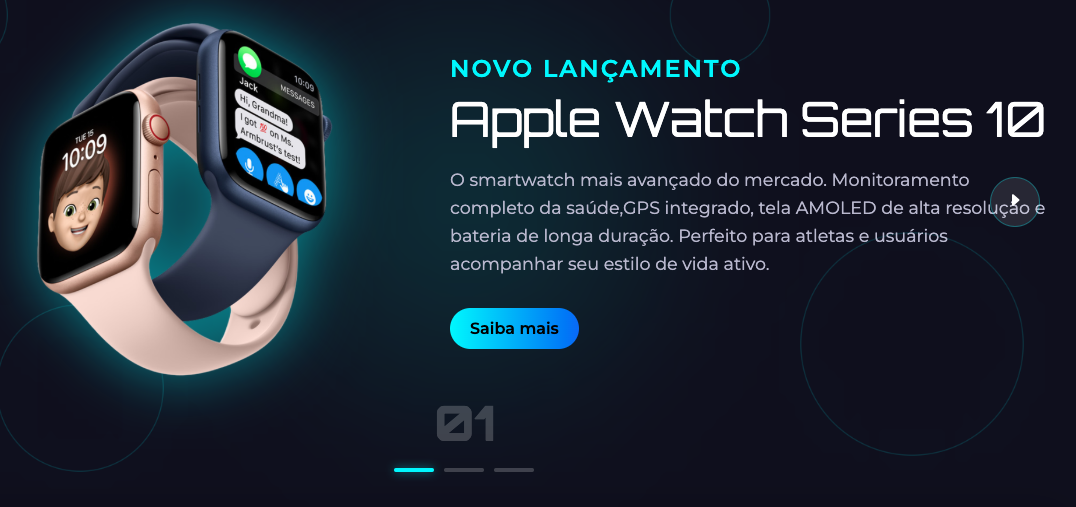 NOVO LANÇAMENTO
Apple Watch Series 10
O smartwatch mais avançado do mercado. Monitoramento
completo da saúde,GPS integrado, tela AMOLED de alta resolução e
bateria de longa duração. Perfeito para atletas e usuários
acompanhar seu estilo de vida ativo.
Saiba mais
01
TUE 15
10:09
10:09
Jack
MESSAGES
Hi, Grandma!
I got 💯 on Ms.
Armbrust's test!